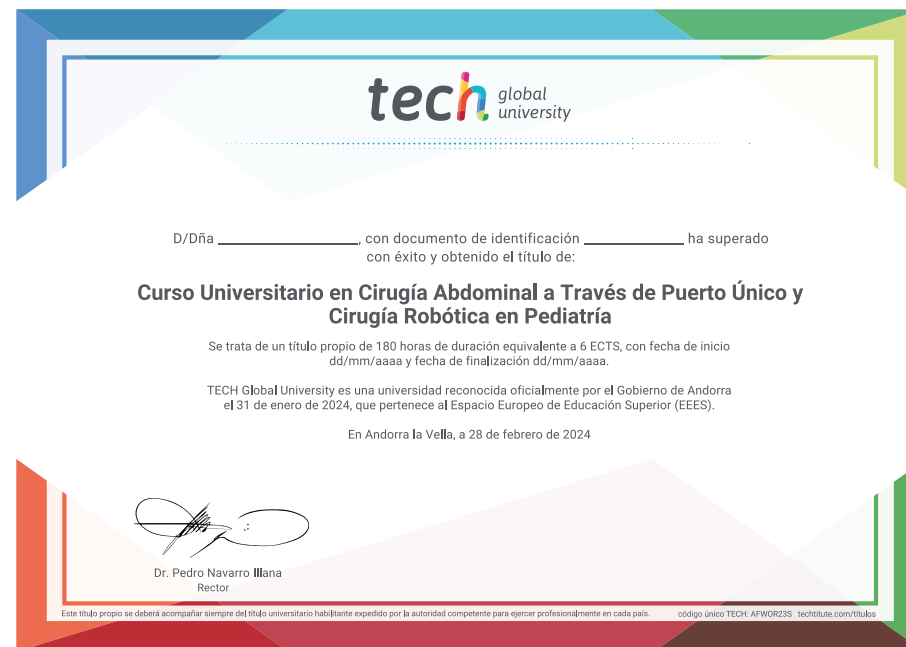 tech global university
D/Dña ____________________, con documento de identificación ______________ ha superado
con éxito y obtenido el título de:
Curso Universitario en Cirugía Abdominal a Través de Puerto Único y
Cirugía Robótica en Pediatría
Se trata de un título propio de 180 horas de duración equivalente a 6 ECTS, con fecha de inicio
dd/mm/aaaa y fecha de finalización dd/mm/aaaa.
TECH Global University es una universidad reconocida oficialmente por el Gobierno de Andorra
el 31 de enero de 2024, que pertenece al Espacio Europeo de Educación Superior (EEES).
En Andorra la Vella, a 28 de febrero de 2024
Dr. Pedro Navarro Illana
Rector
Este título propio se deberá acompañar siempre del título universitario habilitante expedido por la autoridad competente para ejercer profesionalmente en cada país.
código único TECH: AFWOR23S techtitute.com/titulos